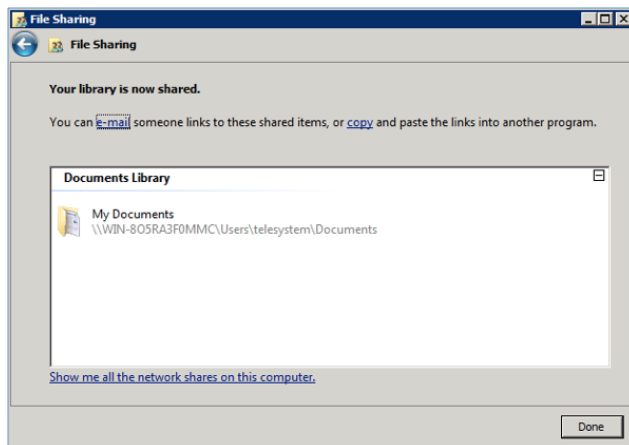 File Sharing
File Sharing
Your library is now shared.
You can e-mail someone links to these shared items, or copy and paste the links into another program.
Documents Library
My Documents
\\WIN-8O5RA3F0MMC\Users\telesystem\Documents
Show me all the network shares on this computer.
Done